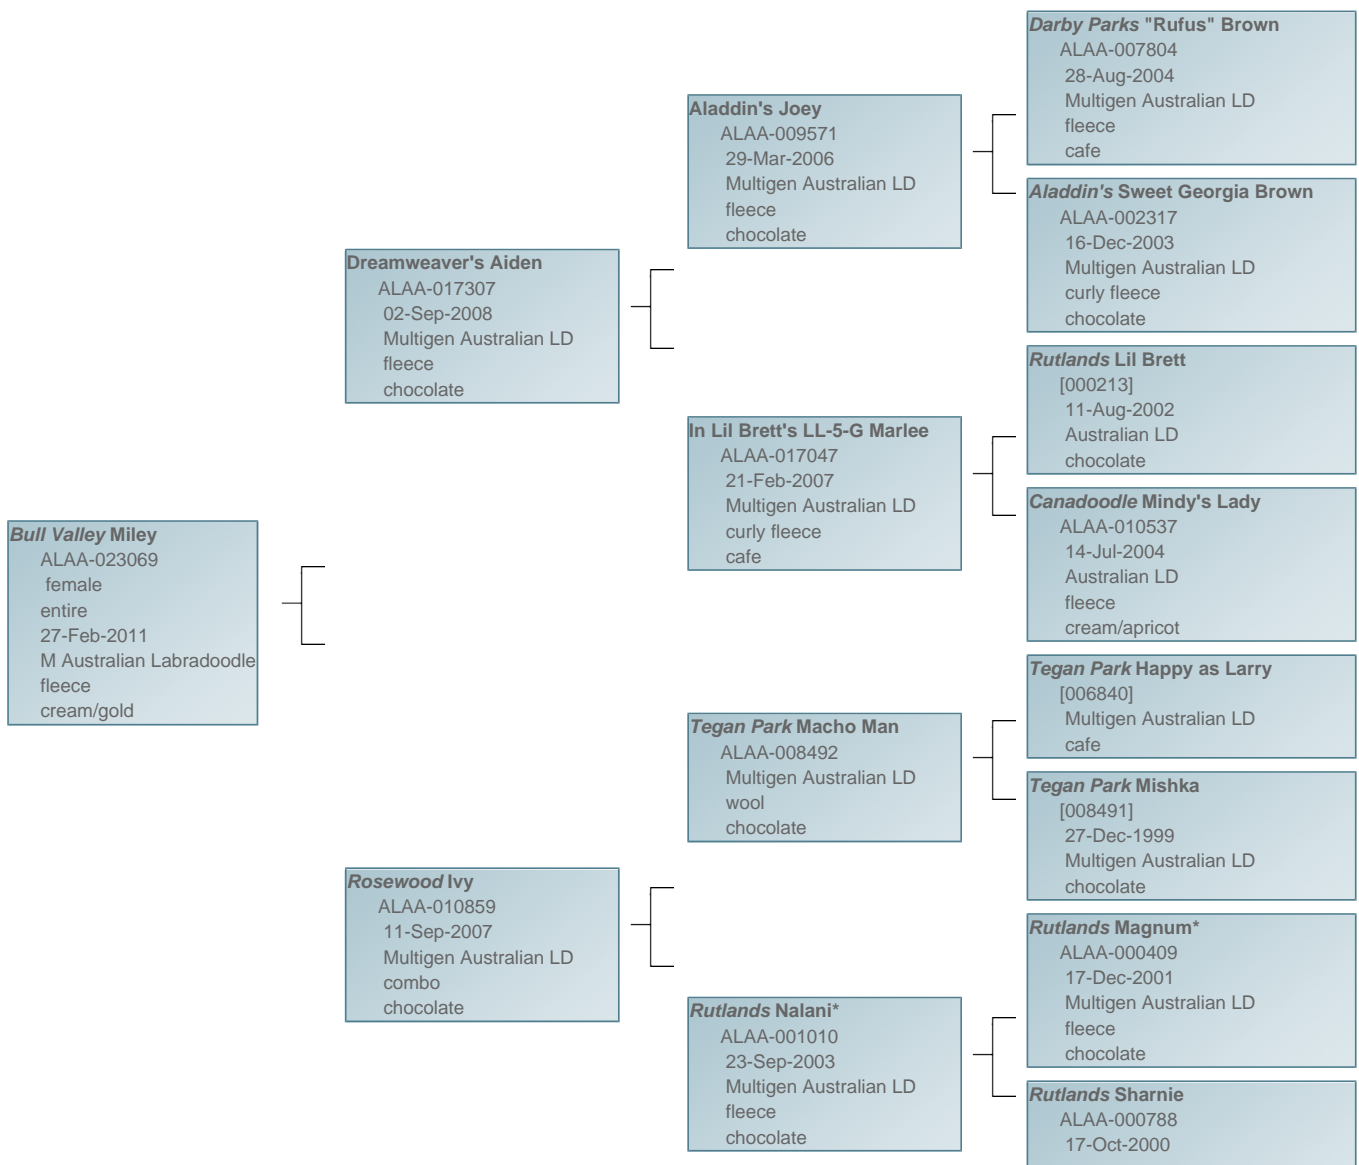 Bull Valley Miley
ALAA-023069
female
entire
27-Feb-2011
M Australian Labradoodle
fleece
cream/gold
Dreamweaver's Aiden
ALAA-017307
02-Sep-2008
Multigen Australian LD
fleece
chocolate
Rosewood Ivy
ALAA-010859
11-Sep-2007
Multigen Australian LD
combo
chocolate
Aladdin's Joey
ALAA-009571
29-Mar-2006
Multigen Australian LD
fleece
chocolate
In Lil Brett's LL-5-G Marlee
ALAA-017047
21-Feb-2007
Multigen Australian LD
curly fleece
cafe
Tegan Park Macho Man
ALAA-008492
Multigen Australian LD
wool
chocolate
Rutlands Nalani*
ALAA-001010
23-Sep-2003
Multigen Australian LD
fleece
chocolate
Darby Parks "Rufus" Brown
ALAA-007804
28-Aug-2004
Multigen Australian LD
fleece
cafe
Aladdin's Sweet Georgia Brown
ALAA-002317
16-Dec-2003
Multigen Australian LD
curly fleece
chocolate
Rutlands Lil Brett
[000213]
11-Aug-2002
Australian LD
chocolate
Canadoodle Mindy's Lady
ALAA-010537
14-Jul-2004
Australian LD
fleece
cream/apricot
Tegan Park Happy as Larry
[006840]
Multigen Australian LD
cafe
Tegan Park Mishka
[008491]
27-Dec-1999
Multigen Australian LD
chocolate
Rutlands Magnum*
ALAA-000409
17-Dec-2001
Multigen Australian LD
fleece
chocolate
Rutlands Sharnie
ALAA-000788
17-Oct-2000